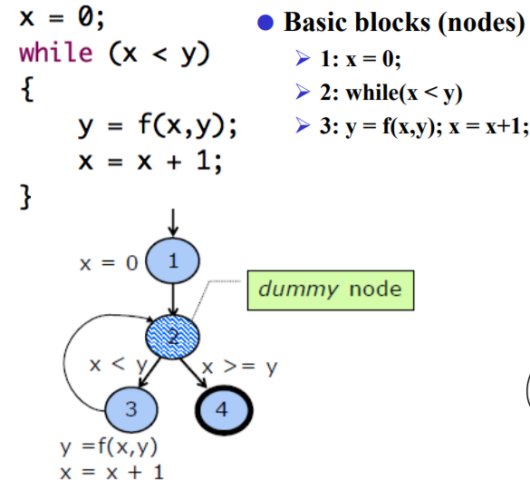 x = 0;
while (x < y)
{
y = f(x,y);
x = x + 1;
}
● Basic blocks (nodes)
➢ 1: x = 0;
➢ 2: while(x < y)
➢ 3: y = f(x,y); x = x+1;
x = 0
1
dummy node
2
x < y
x >= y
3
4
y =f(x,y)
x = x + 1